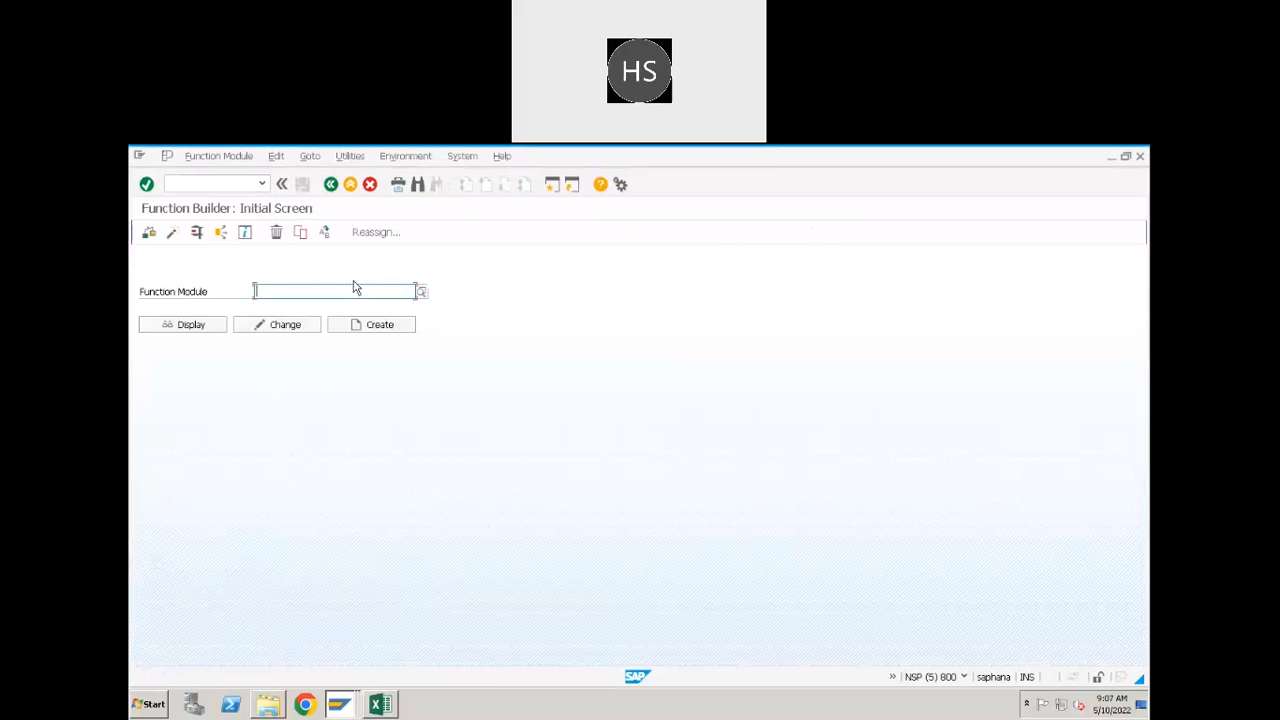 HS
Function Module Edit Goto Utilities Environment System Help
Function Builder: Initial Screen
Reassign...
Function Module
Display Change Create
SAP
» NSP (5) 800 saphana INS
Start
9:07 AM
5/10/2022